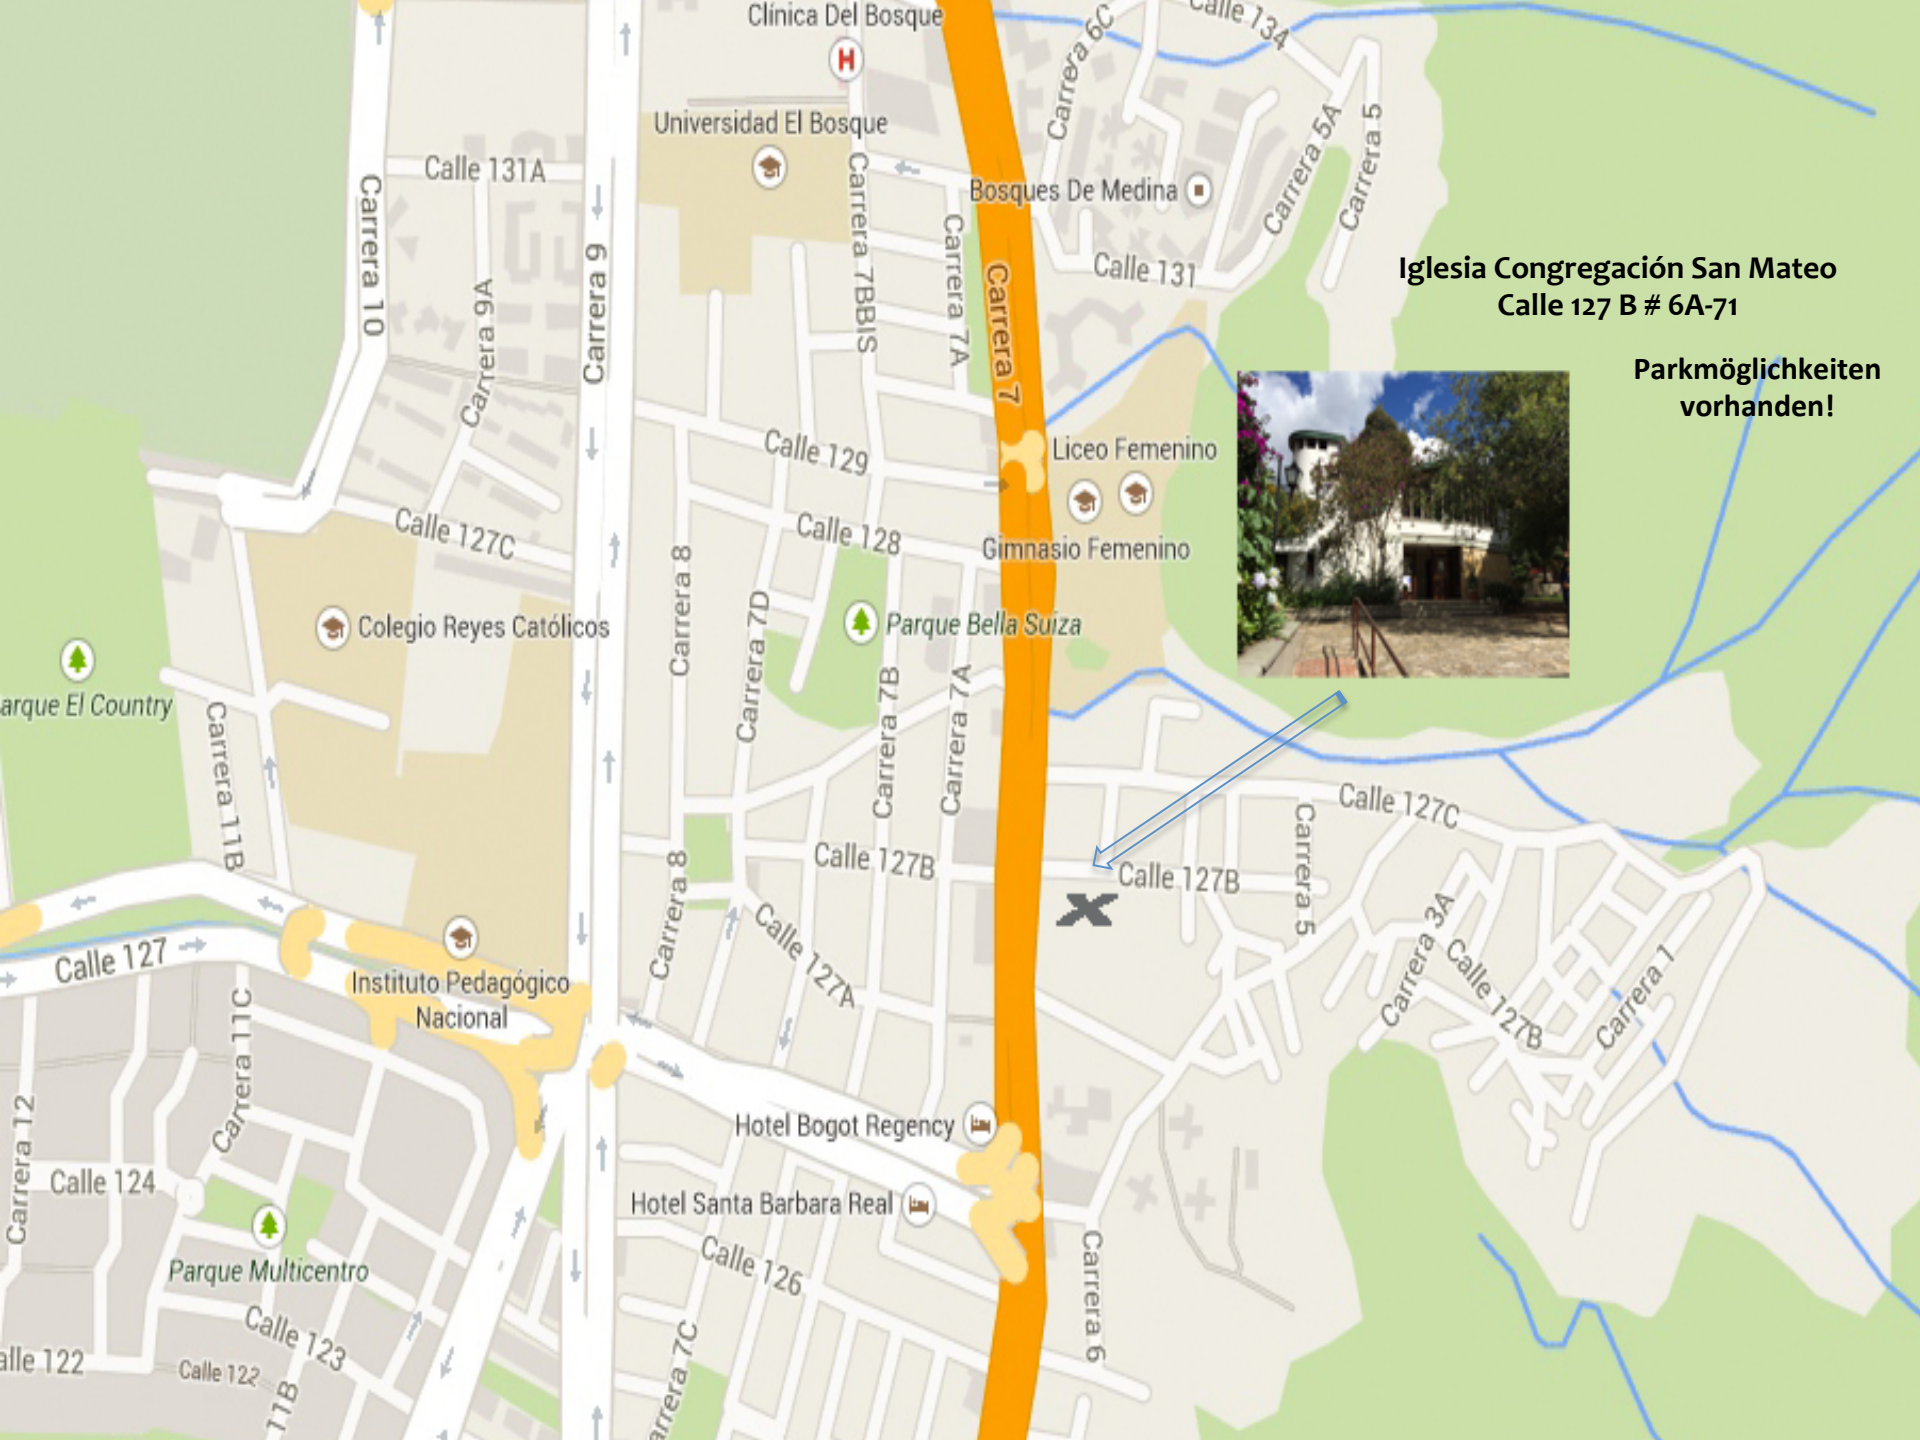 Clínica Del Bosque
Calle 134
Carrera 6C
H
Universidad El Bosque
Calle 131A
Carrera 5A
Carrera 5
Carrera 10
Carrera 7BBIS
Bosques De Medina
Carrera 9
Carrera 7A
Calle 131
Carrera 7
Carrera 9A
Iglesia Congregación San Mateo
Calle 127 B # 6A-71
Parkmöglichkeiten
vorhanden!
Calle 129
Liceo Femenino
Calle 127C
Calle 128
Gimnasio Femenino
Carrera 8
Carrera 7D
Colegio Reyes Católicos
Parque Bella Suiza
arque El Country
Carrera 11B
Carrera 7B
Carrera 7A
Calle 127C
Carrera 5
Calle 127B
Calle 127B
Carrera 8
Calle 127A
Carrera 3A
Calle 127B
Carrera 1
Calle 127
Instituto Pedagógico
Nacional
Carrera 11C
Carrera 12
Hotel Bogot Regency
Calle 124
Hotel Santa Barbara Real
Parque Multicentro
Calle 126
Carrera 6
Calle 123
alle 122
Calle 122
11B
arrera 7C